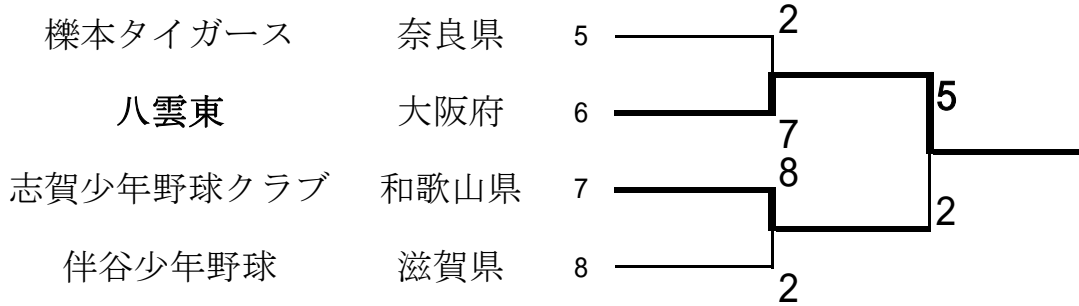 櫟本タイガース 奈良県 5 2
八雲東 大阪府 6 7 5
志賀少年野球クラブ 和歌山県 7 8 2
伴谷少年野球 滋賀県 8 2